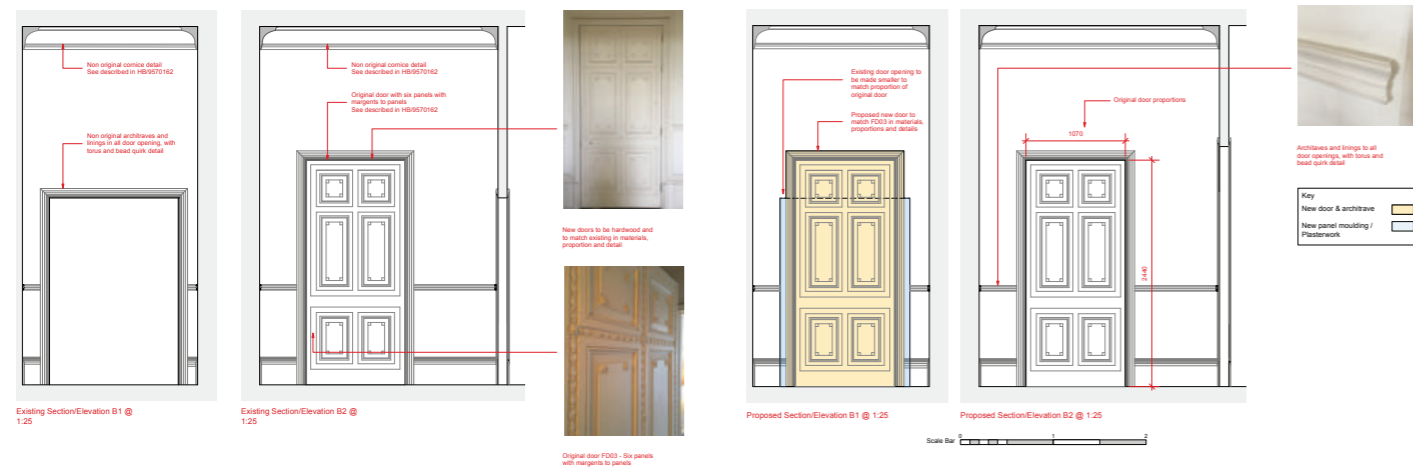 Non original cornice detail
See described in HB/9570162
Non original architraves and
linings in all door opening, with
torus and bead quirk detail
Existing Section/Elevation B1 @
1:25
Non original cornice detail
See described in HB/9570162
Original door with six panels with
margents to panels
See described in HB/9570162
Existing Section/Elevation B2 @
1:25
New doors to be hardwood and
to match existing in materials,
proportion and detail
Original door FD03 - Six panels
with margents to panels
Existing door opening to
be made smaller to
match proportion of
original door
Proposed new door to
match FD03 in materials,
proportions and details
Proposed Section/Elevation B1 @ 1:25
Original door proportions
1070
2440
Proposed Section/Elevation B2 @ 1:25
Scale Bar
0
1
2
Architaves and linings to all
door openings, with torus and
bead quirk detail
Key
New door & architrave
New panel moulding /
Plasterwork